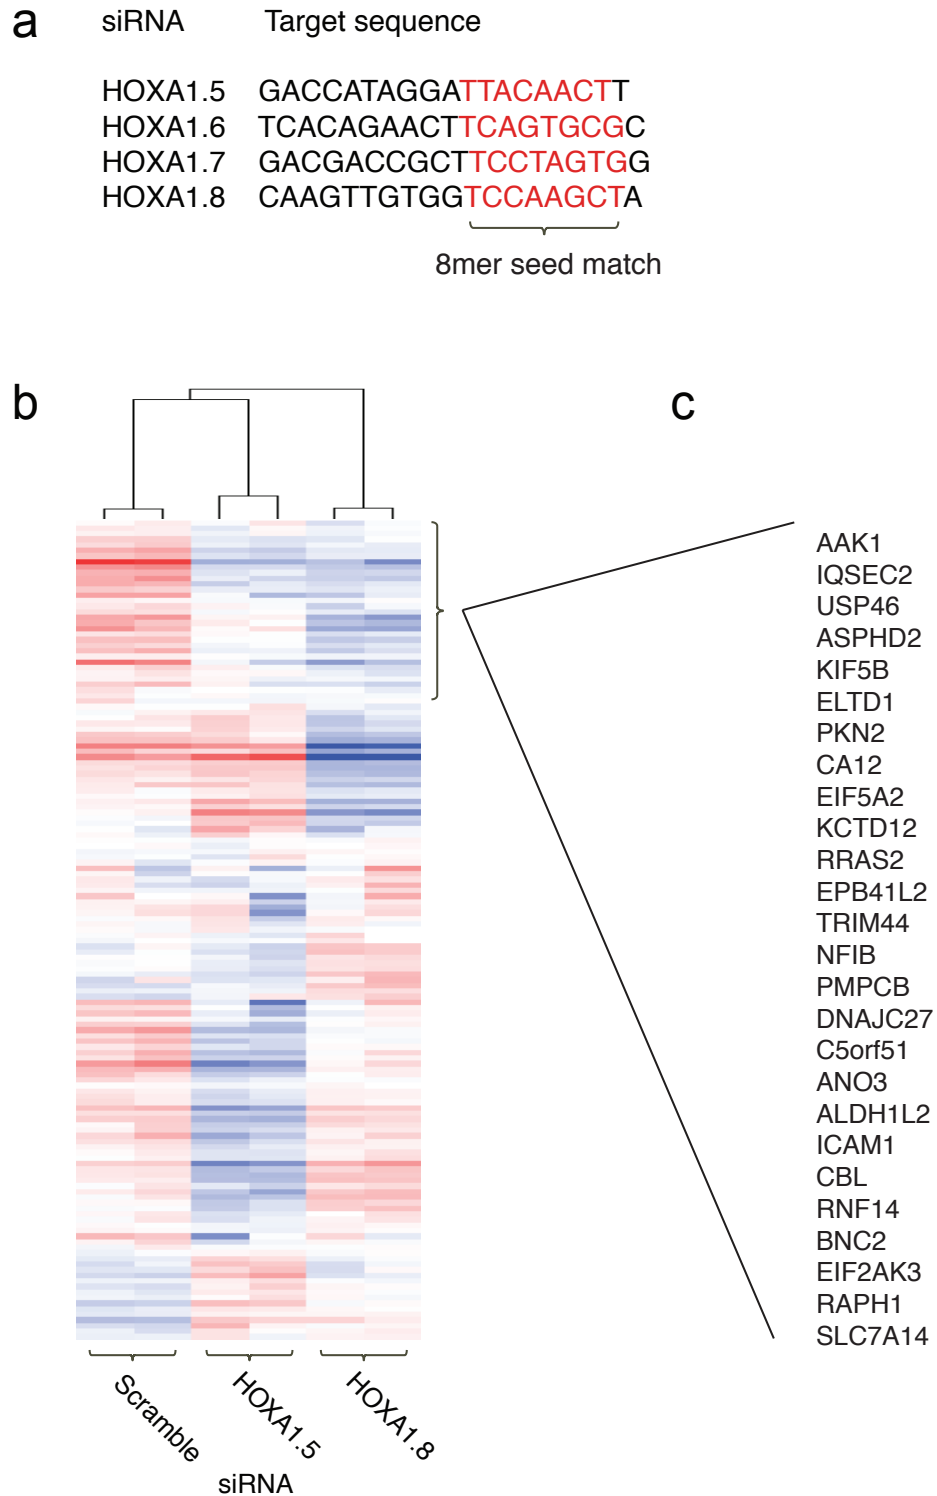 a
siRNA Target sequence
HOXA1.5 GACCATAGGATTACAACTT
HOXA1.6 TCACAGAACTTCAGTGCGC
HOXA1.7 GACGACCGCTTCCTAGTGG
HOXA1.8 CAAGTTGTGGTCCAAGCTA
8mer seed match
b
c
AAK1
IQSEC2
USP46
ASPHD2
KIF5B
ELTD1
PKN2
CA12
EIF5A2
KCTD12
RRAS2
EPB41L2
TRIM44
NFIB
PMPCB
DNAJC27
C5orf51
ANO3
ALDH1L2
ICAM1
CBL
RNF14
BNC2
EIF2AK3
RAPH1
SLC7A14
Scramble
HOXA1.5
HOXA1.8
siRNA